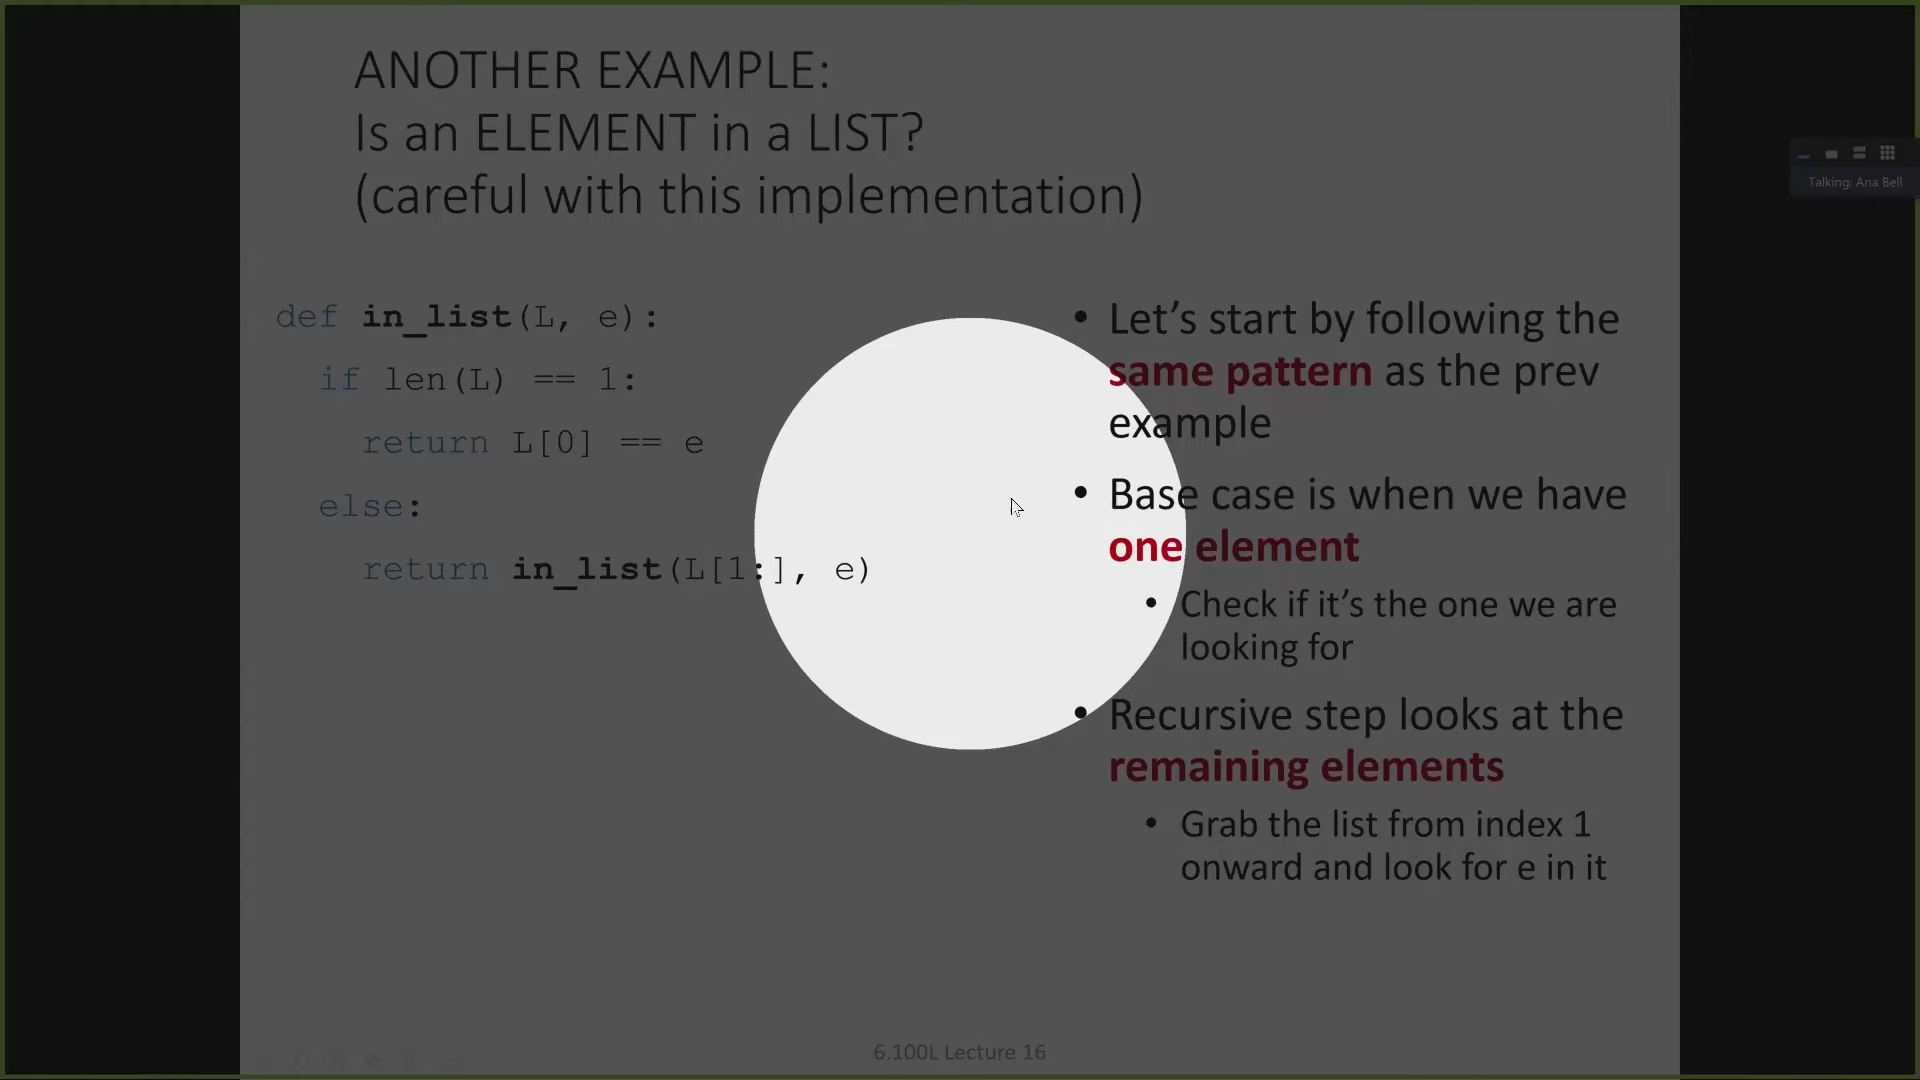 ANOTHER EXAMPLE:
Is an ELEMENT in a LIST?
(careful with this implementation)
Talking: Ana Bell
def in_list(L, e):
if len(L) == 1:
return L[0] == e
else:
return in_list(L[1:], e)
• Let’s start by following the
same pattern as the prev
example
• Base case is when we have
one element
• Check if it’s the one we are
looking for
• Recursive step looks at the
remaining elements
• Grab the list from index 1
onward and look for e in it
6.100L Lecture 16